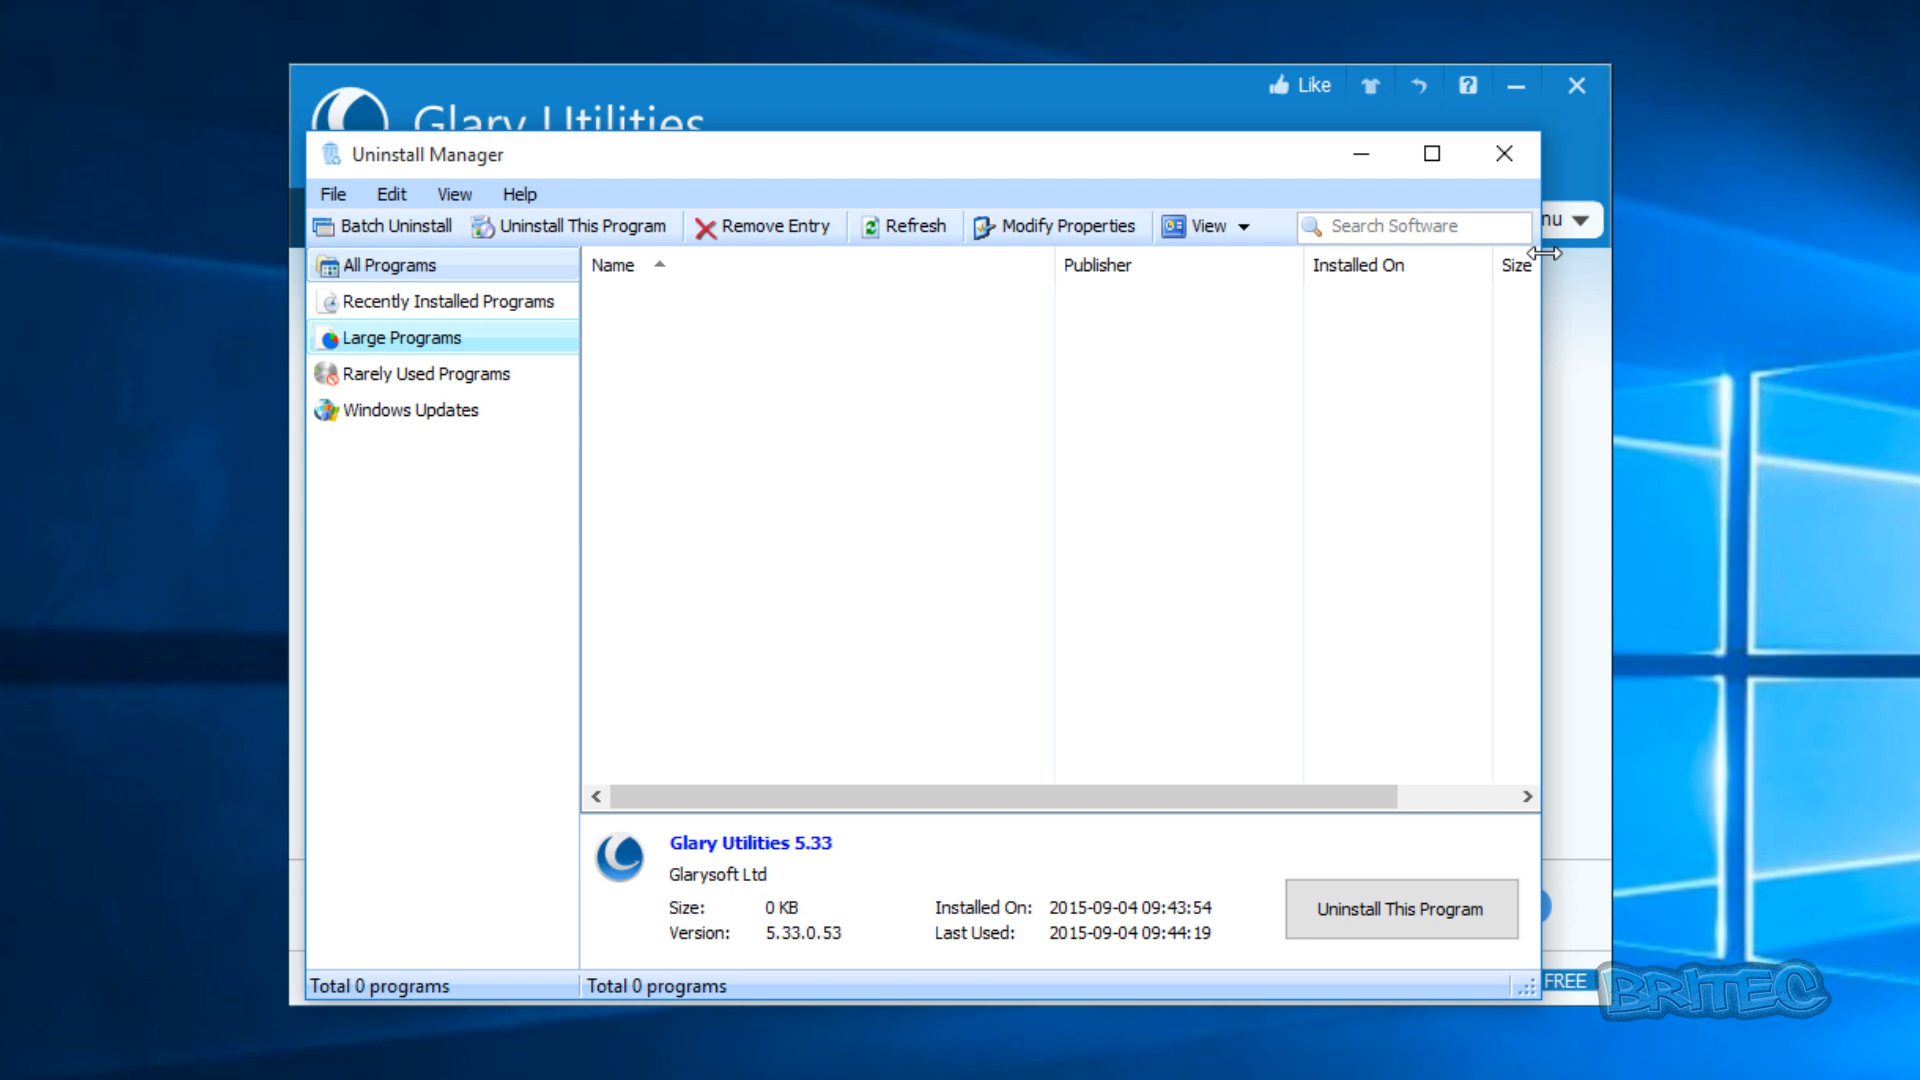 Like
Glary Utilities
Uninstall Manager
File Edit View Help
Batch Uninstall Uninstall This Program Remove Entry Refresh Modify Properties View Search Software
nu
All Programs
Name Publisher Installed On Size
Recently Installed Programs
Large Programs
Rarely Used Programs
Windows Updates
Glary Utilities 5.33
Glarysoft Ltd
Size: 0 KB Installed On: 2015-09-04 09:43:54
Version: 5.33.0.53 Last Used: 2015-09-04 09:44:19
Uninstall This Program
Total 0 programs Total 0 programs
FREE
BRITEC